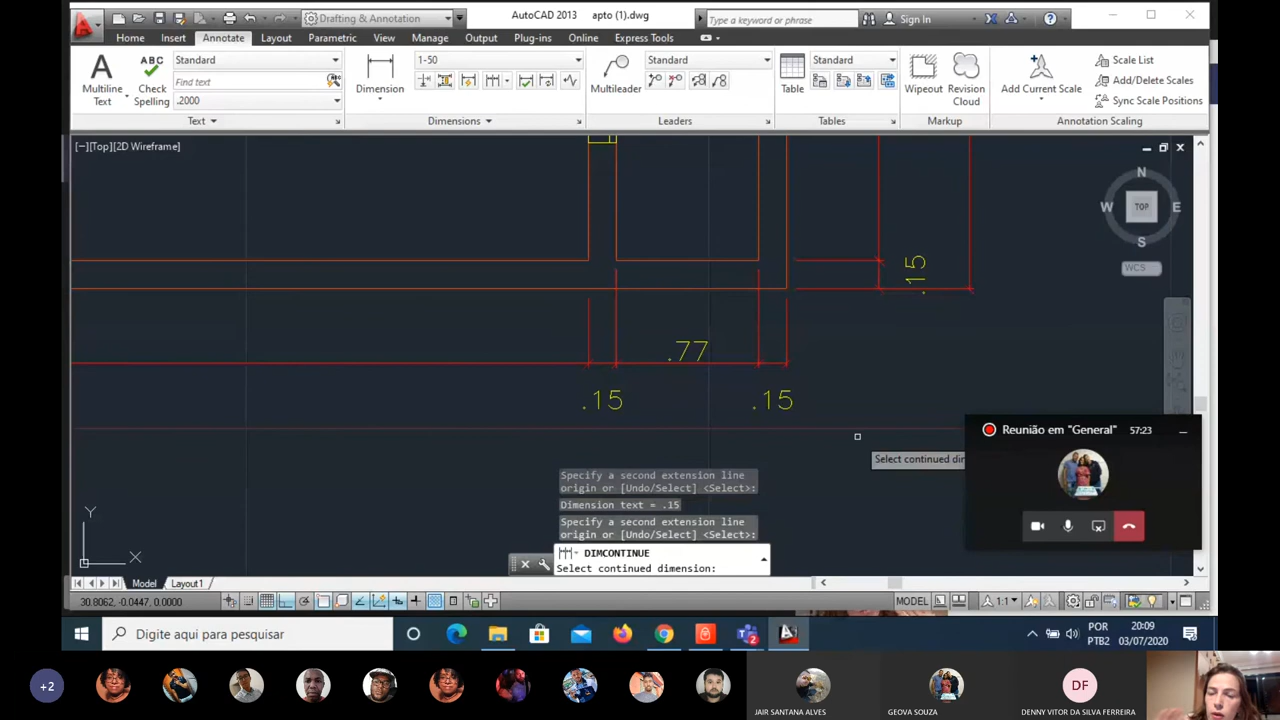 AutoCAD 2013 apto (1).dwg
Drafting & Annotation
Type a keyword or phrase
Sign In
Home Insert Annotate Layout Parametric View Manage Output Plug-ins Online Express Tools
ABC
Multiline
Text
Check
Spelling
Standard
Find text
.2000
Text
Dimension
1-50
Dimensions
Multileader
Standard
Leaders
Table
Standard
Tables
Wipeout
Revision
Cloud
Markup
Add Current Scale
Scale List
Add/Delete Scales
Sync Scale Positions
Annotation Scaling
[−][Top][2D Wireframe]
N
W TOP E
S
WCS
.15
.77
.15 .15
Select continued dim
Reunião em "General" 57:23
Specify a second extension line
origin or [Undo/Select] <Select>:
Dimension text = .15
Specify a second extension line
origin or [Undo/Select] <Select>:
DIMCONTINUE
Select continued dimension:
Y
X
Model Layout1
30.8062, -0.0447, 0.0000
MODEL 1:1
Digite aqui para pesquisar
2
POR
PTB2
20:09
03/07/2020
+2
DF
JAIR SANTANA ALVES
GEOVA SOUZA
DENNY VITOR DA SILVA FERREIRA